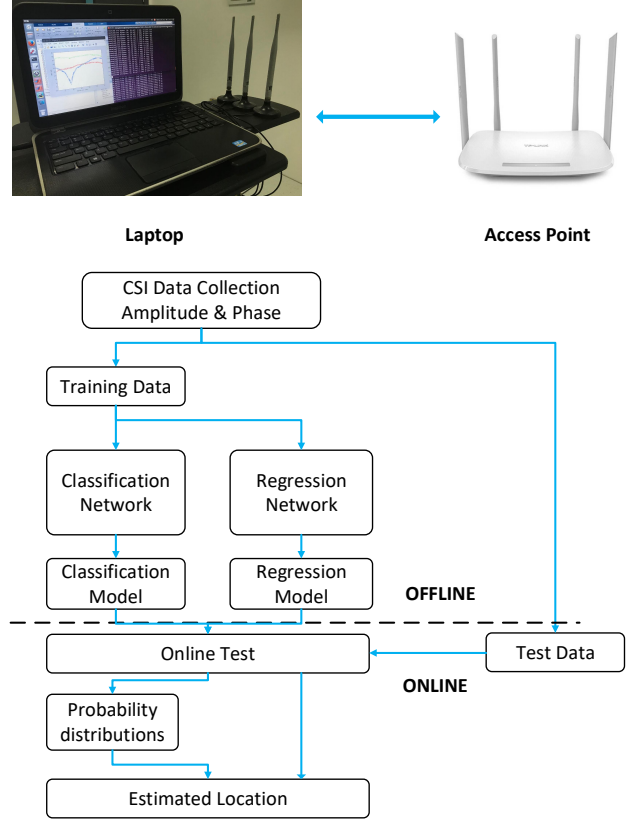 Laptop
Access Point
CSI Data Collection
Amplitude & Phase
Training Data
Classification
Network
Regression
Network
Classification
Model
Regression
Model
OFFLINE
Online Test
Test Data
ONLINE
Probability
distributions
Estimated Location